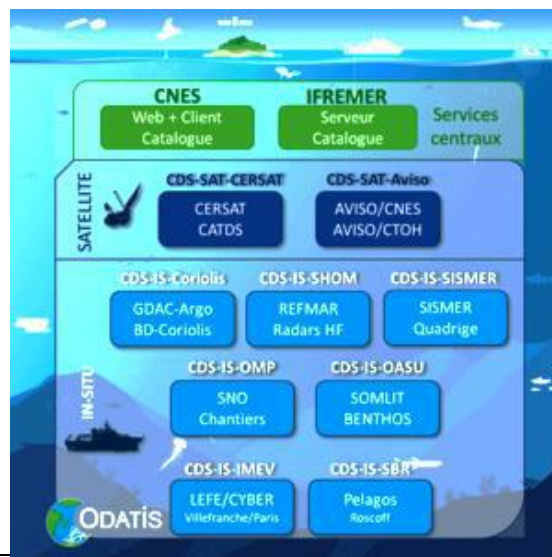 CNES
IFREMER
Web + Client
Catalogue
Serveur
Catalogue
Services
centraux
SATELLITE
CDS-SAT-CERSAT
CDS-SAT-Aviso
CERSAT
CATDS
AVISO/CNES
AVISO/CTOH
IN-SITU
CDS-IS-Coriolis
CDS-IS-SHOM
CDS-IS-SISMER
GDAC-Argo
BD-Coriolis
REFMAR
Radars HF
SISMER
Quadrige
CDS-IS-OMP
CDS-IS-OASU
SNO
Chantiers
SOMLIT
BENTHOS
CDS-IS-IMEV
CDS-IS-SBR
LEFE/CYBER
Villefranche/Paris
Pelagos
Roscoff
ODATIS